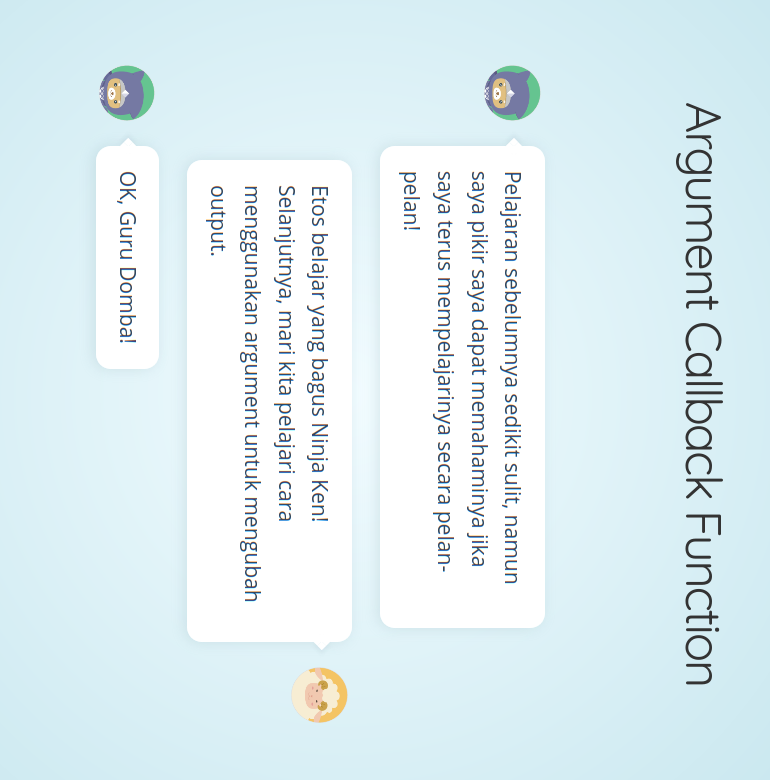 Argument Callback Function
Pelajaran sebelumnya sedikit sulit, namun
saya pikir saya dapat memahaminya jika
saya terus mempelajarinya secara pelan-
pelan!
Etos belajar yang bagus Ninja Ken!
Selanjutnya, mari kita pelajari cara
menggunakan argument untuk mengubah
output.
OK, Guru Domba!